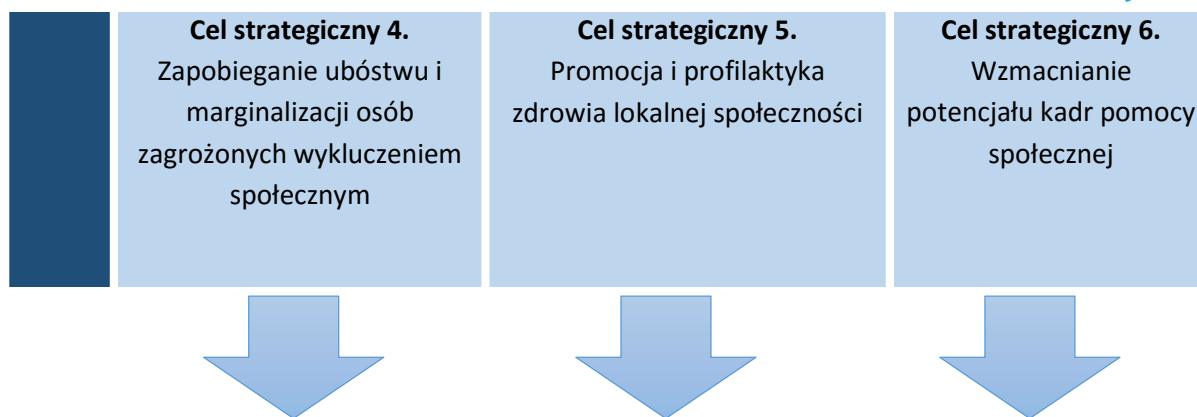 Cel strategiczny 4.
Zapobieganie ubóstwu i
marginalizacji osób
zagrożonych wykluczeniem
społecznym
Cel strategiczny 5.
Promocja i profilaktyka
zdrowia lokalnej społeczności
Cel strategiczny 6.
Wzmacnianie
potencjału kadr pomocy
społecznej